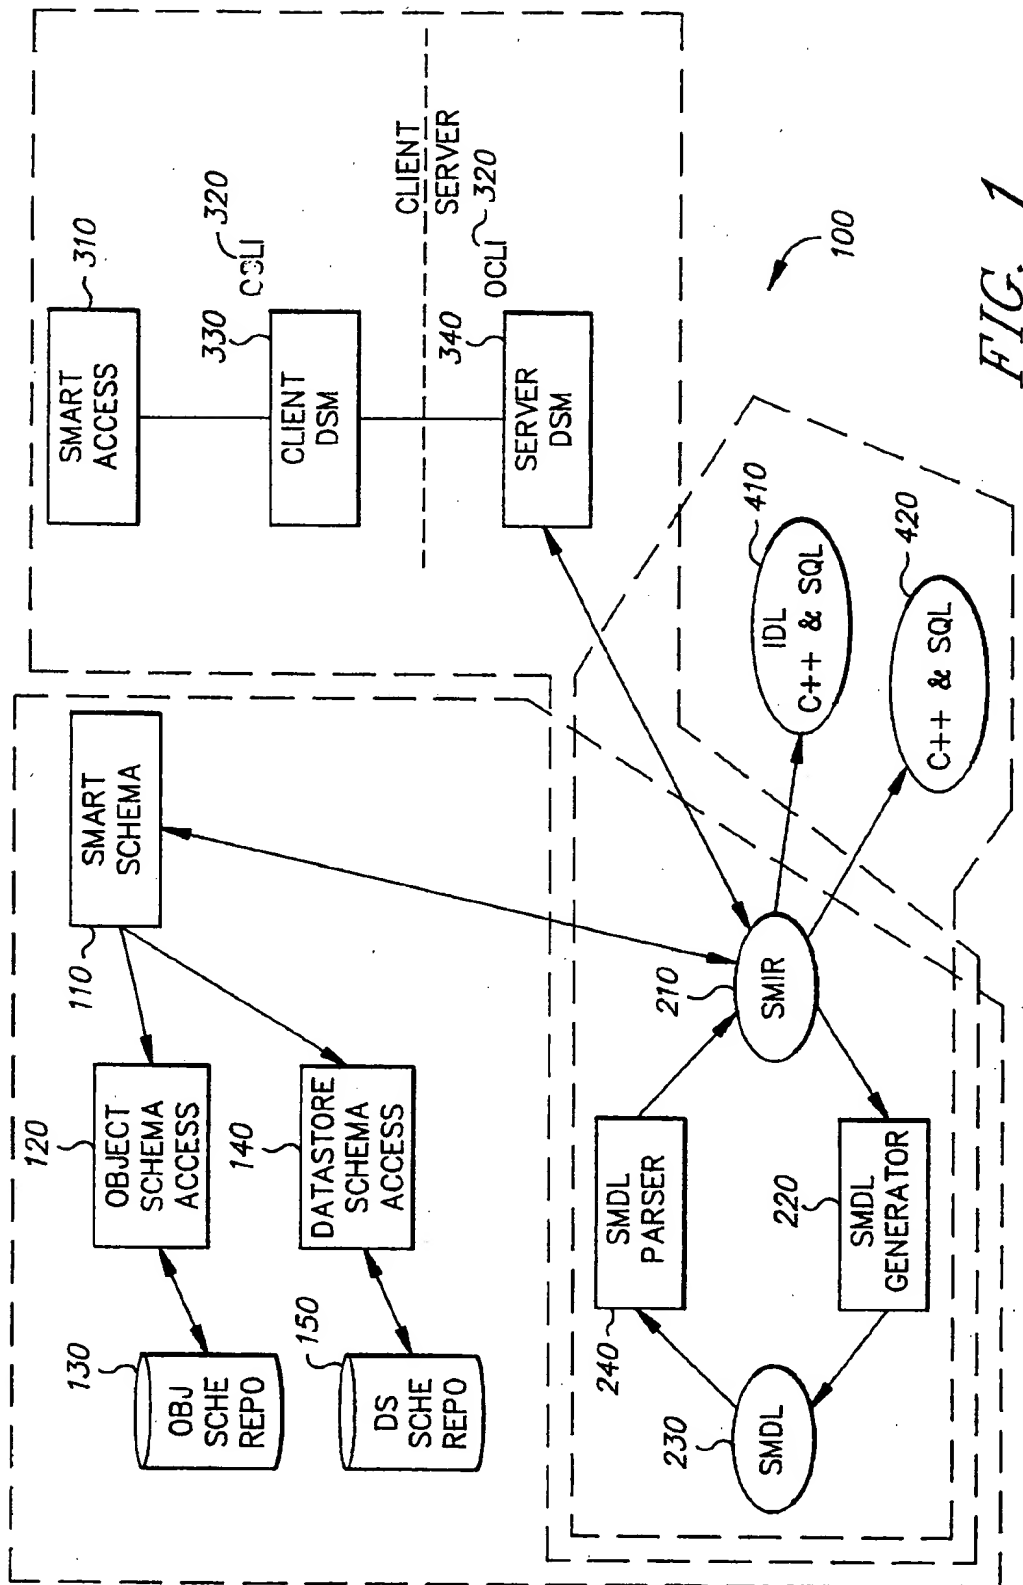 130
OBJ
SCHE
REPO
120
OBJECT
SCHEMA
ACCESS
110
SMART
SCHEMA
150
DS
SCHE
REPO
140
DATASTORE
SCHEMA
ACCESS
SMART
ACCESS
310
320
330
CLIENT
DSM
CLIENT
SERVER
340
OCLI
320
SERVER
DSM
240
SMDL
PARSER
230
SMDL
220
SMDL
GENERATOR
210
SMIR
410
IDL
C++ & SQL
420
C++ & SQL
100
FIG. 1